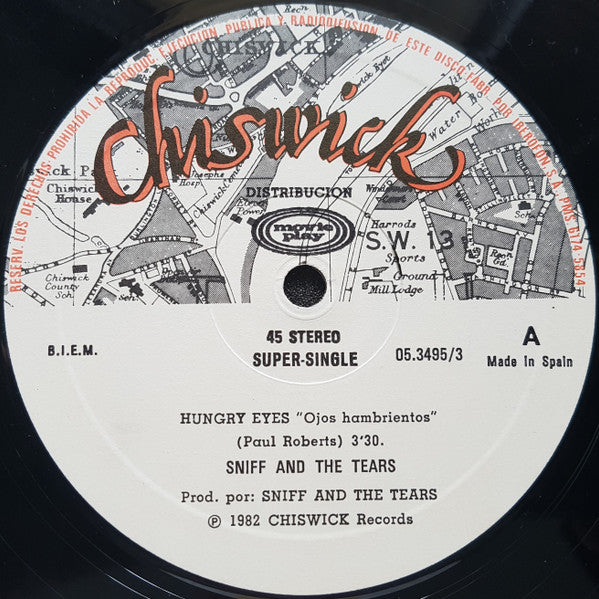 RESERV LOS DERECHOS PROHIBIDA LA REPRODUC EJECUCION PUBLICA Y RADIODIFUSION DE ESTE DISCO FABR POR
CHISWICK
Chiswick
Chiswick
House
DISTRIBUCION
movie
play
S.W. 13
Harrods
Sports
Ground
Mill Lodge
Chiswick
County
Sch.
Sch.
Recn
Gd.
45 STEREO
SUPER-SINGLE
B.I.E.M.
05.3495/3
A
Made In Spain
HUNGRY EYES "Ojos hambrientos"
(Paul Roberts) 3'30.
SNIFF AND THE TEARS
Prod. por: SNIFF AND THE TEARS
℗ 1982 CHISWICK Records